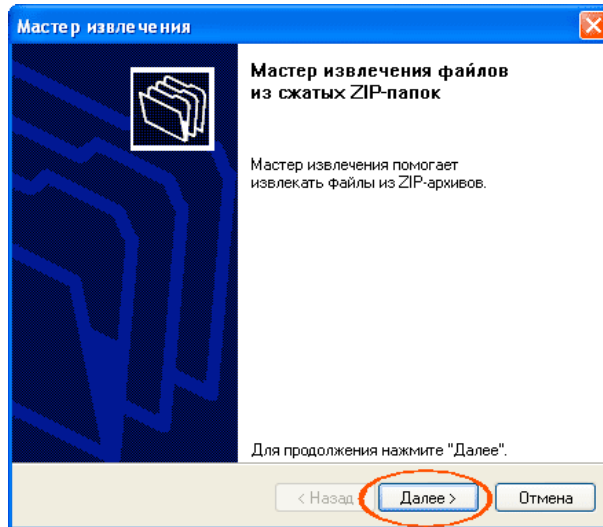 Мастер извлечения
Мастер извлечения файлов
из сжатых ZIP-папок
Мастер извлечения помогает
извлекать файлы из ZIP-архивов.
Для продолжения нажмите "Далее".
< Назад
Далее >
Отмена